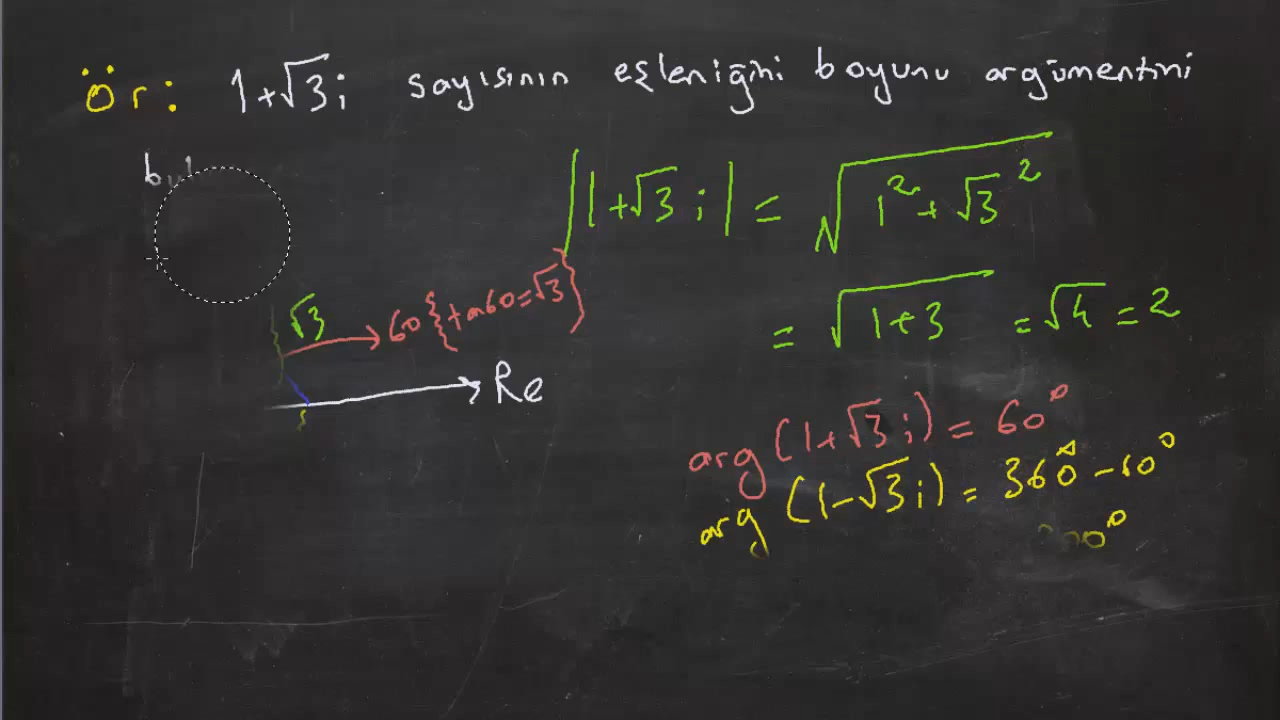 Ör: 1+√3i sayısının eşleniğini boyunu argümentini
|1+√3i| = √(1²+√3²)
= √(1+3) = √4 = 2
√3 → 60 {tan60=√3}
Re
arg (1+√3i) = 60°
arg (1-√3i) = 360° - 60°